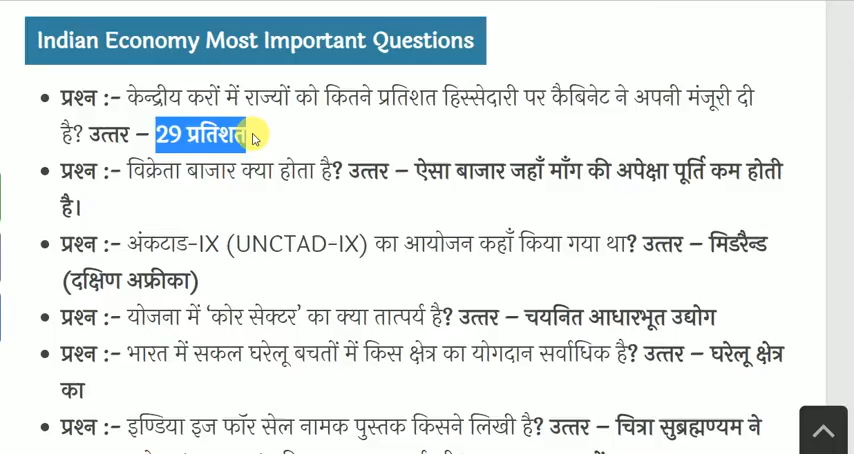 Indian Economy Most Important Questions
• प्रश्न :- केन्द्रीय करों में राज्यों को कितने प्रतिशत हिस्सेदारी पर कैबिनेट ने अपनी मंजूरी दी
है? उत्तर – 29 प्रतिशत
• प्रश्न :- विक्रेता बाजार क्या होता है? उत्तर – ऐसा बाजार जहाँ माँग की अपेक्षा पूर्ति कम होती
है।
• प्रश्न :- अंकटाड-IX (UNCTAD-IX) का आयोजन कहाँ किया गया था? उत्तर – मिडरैन्ड
(दक्षिण अफ्रीका)
• प्रश्न :- योजना में ‘कोर सेक्टर’ का क्या तात्पर्य है? उत्तर – चयनित आधारभूत उद्योग
• प्रश्न :- भारत में सकल घरेलू बचतों में किस क्षेत्र का योगदान सर्वाधिक है? उत्तर – घरेलू क्षेत्र
का
• प्रश्न :- इण्डिया इज फॉर सेल नामक पुस्तक किसने लिखी है? उत्तर – चित्रा सुब्रह्मण्यम ने